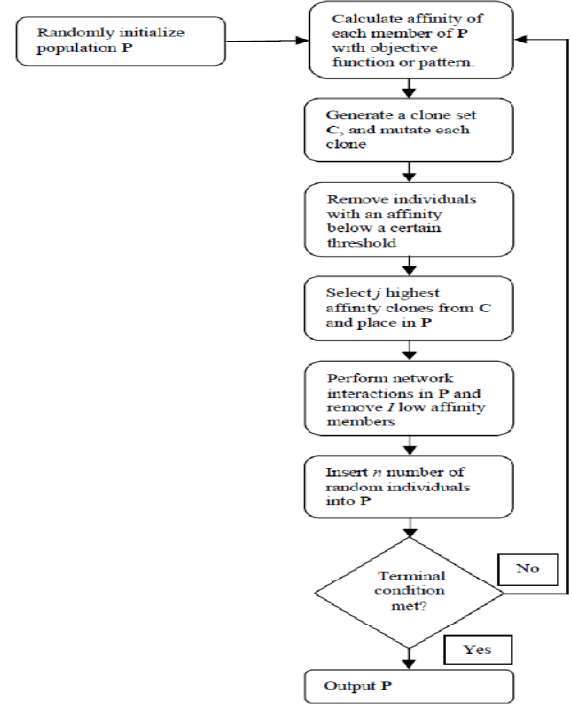 Randomly initialize
population P
Calculate affinity of
each member of P
with objective
function or pattern.
Generate a clone set
C, and mutate each
clone
Remove individuals
with an affinity
below a certain
threshold
Select j highest
affinity clones from C
and place in P
Perform network
interactions in P and
remove I low affinity
members
Insert n number of
random individuals
into P
Terminal
condition
met?
No
Yes
Output P